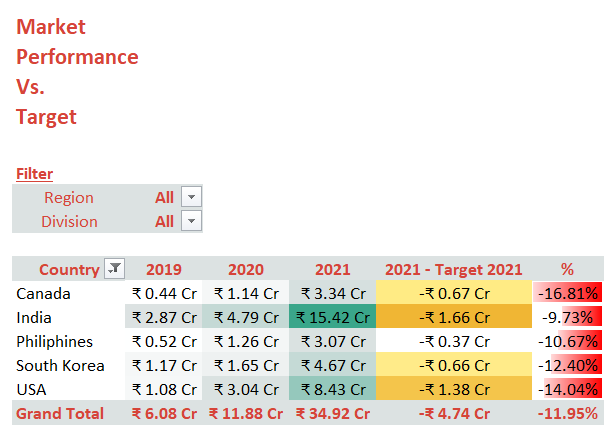 Market
Performance
Vs.
Target
Filter
Region All
Division All
Country 2019 2020 2021 2021 - Target 2021 %
Canada ₹ 0.44 Cr ₹ 1.14 Cr ₹ 3.34 Cr -₹ 0.67 Cr -16.81%
India ₹ 2.87 Cr ₹ 4.79 Cr ₹ 15.42 Cr -₹ 1.66 Cr -9.73%
Philiphines ₹ 0.52 Cr ₹ 1.26 Cr ₹ 3.07 Cr -₹ 0.37 Cr -10.67%
South Korea ₹ 1.17 Cr ₹ 1.65 Cr ₹ 4.67 Cr -₹ 0.66 Cr -12.40%
USA ₹ 1.08 Cr ₹ 3.04 Cr ₹ 8.43 Cr -₹ 1.38 Cr -14.04%
Grand Total ₹ 6.08 Cr ₹ 11.88 Cr ₹ 34.92 Cr -₹ 4.74 Cr -11.95%